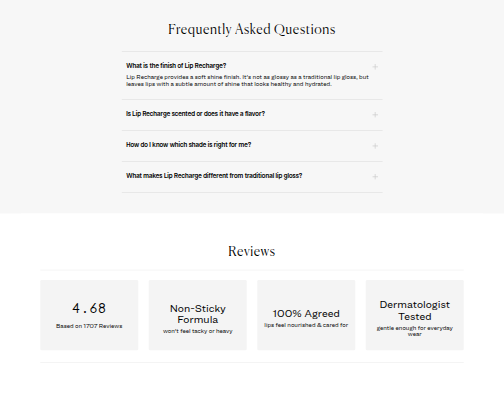 Frequently Asked Questions
What is the finish of Lip Recharge?
Lip Recharge provides a soft shine finish. It's not as glossy as a traditional lip gloss, but
leaves lips with a subtle amount of shine that looks healthy and hydrated.
Is Lip Recharge scented or does it have a flavor?
How do I know which shade is right for me?
What makes Lip Recharge different from traditional lip gloss?
Reviews
4.68
Based on 1707 Reviews
Non-Sticky
Formula
won't feel tacky or heavy
100% Agreed
lips feel nourished & cared for
Dermatologist
Tested
gentle enough for everyday
wear